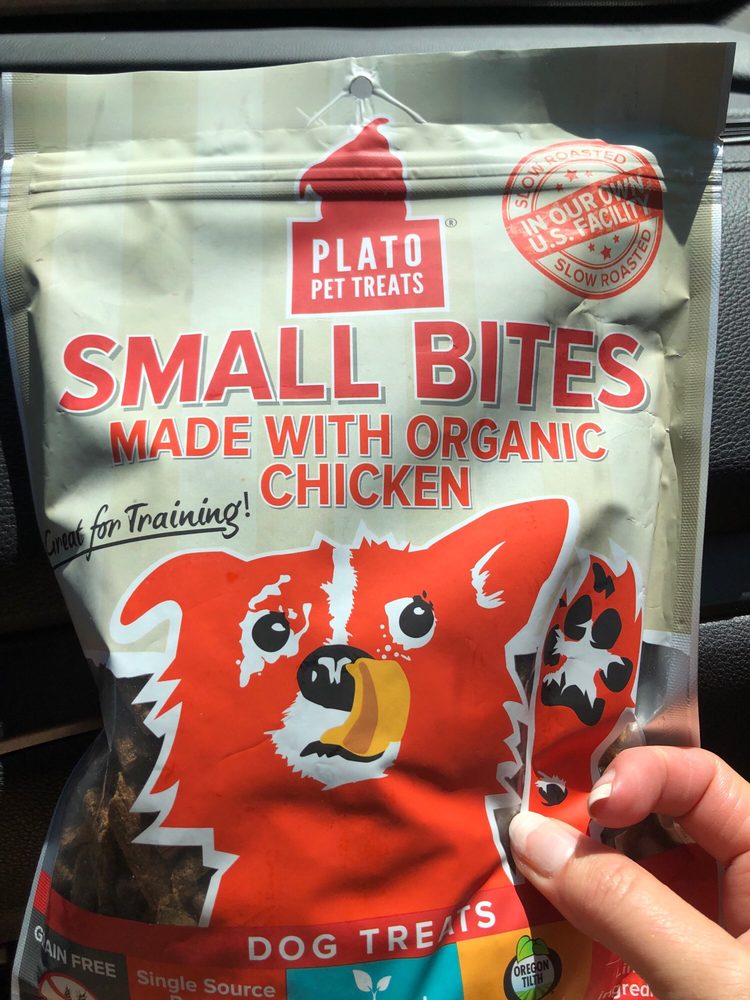 SLOW ROASTED
IN OUR OWN
U.S. FACILITY
SLOW ROASTED
PLATO®
PET TREATS
SMALL BITES
MADE WITH ORGANIC
CHICKEN
Great for Training!
DOG TREATS
GRAIN FREE
Single Source
OREGON
TILTH